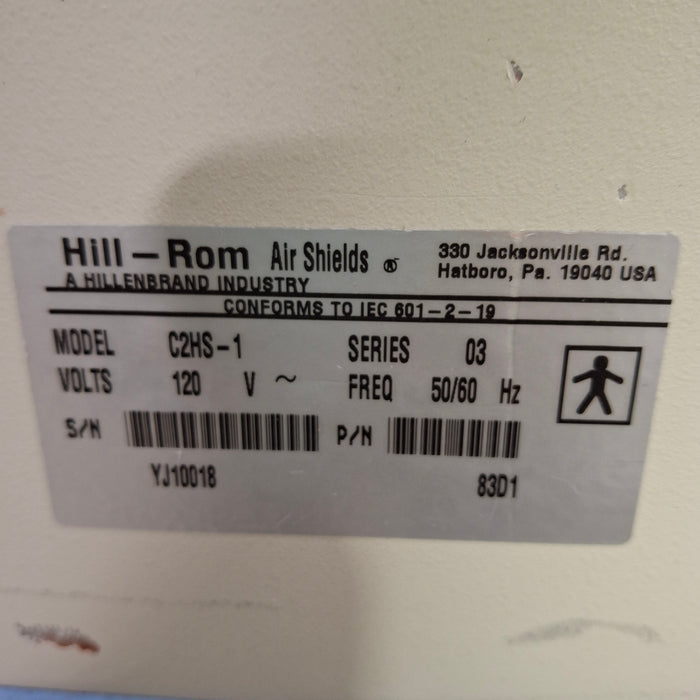 Hill-Rom Air Shields ®
A HILLENBRAND INDUSTRY
330 Jacksonville Rd.
Hatboro, Pa. 19040 USA
CONFORMS TO IEC 601-2-19
MODEL C2HS-1 SERIES 03
VOLTS 120 V ~ FREQ 50/60 Hz
S/N P/N
YJ10018 83D1